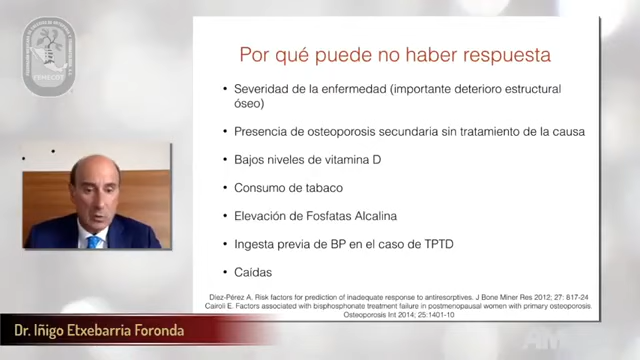 FEMECOT
Por qué puede no haber respuesta
• Severidad de la enfermedad (importante deterioro estructural
óseo)
• Presencia de osteoporosis secundaria sin tratamiento de la causa
• Bajos niveles de vitamina D
• Consumo de tabaco
• Elevación de Fosfatas Alcalina
• Ingesta previa de BP en el caso de TPTD
• Caídas
Díez-Pérez A, Risk factors for prediction of inadequate response to antiresorptives. J Bone Miner Res 2012; 27: 817-24
Cairoli E. Factors associated with bisphosphonate treatment failure in postmenopausal women with primary osteoporosis.
Osteoporosis Int 2014; 25:1401-10
Dr. Iñigo Etxebarria Foronda